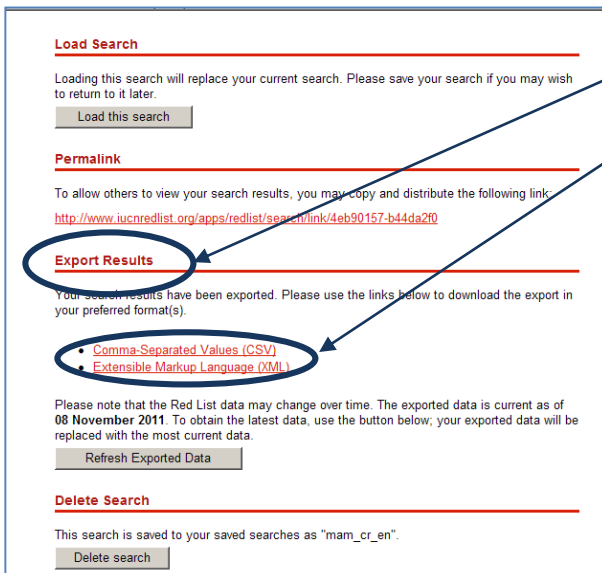 Load Search
Loading this search will replace your current search. Please save your search if you may wish
to return to it later.
Load this search
Permalink
To allow others to view your search results, you may copy and distribute the following link:
http://www.iucnredlist.org/apps/redlist/search/link/4eb90157-b44da2f0
Export Results
Your search results have been exported. Please use the links below to download the export in
your preferred format(s).
• Comma-Separated Values (CSV)
• Extensible Markup Language (XML)
Please note that the Red List data may change over time. The exported data is current as of
08 November 2011. To obtain the latest data, use the button below; your exported data will be
replaced with the most current data.
Refresh Exported Data
Delete Search
This search is saved to your saved searches as "mam_cr_en".
Delete search